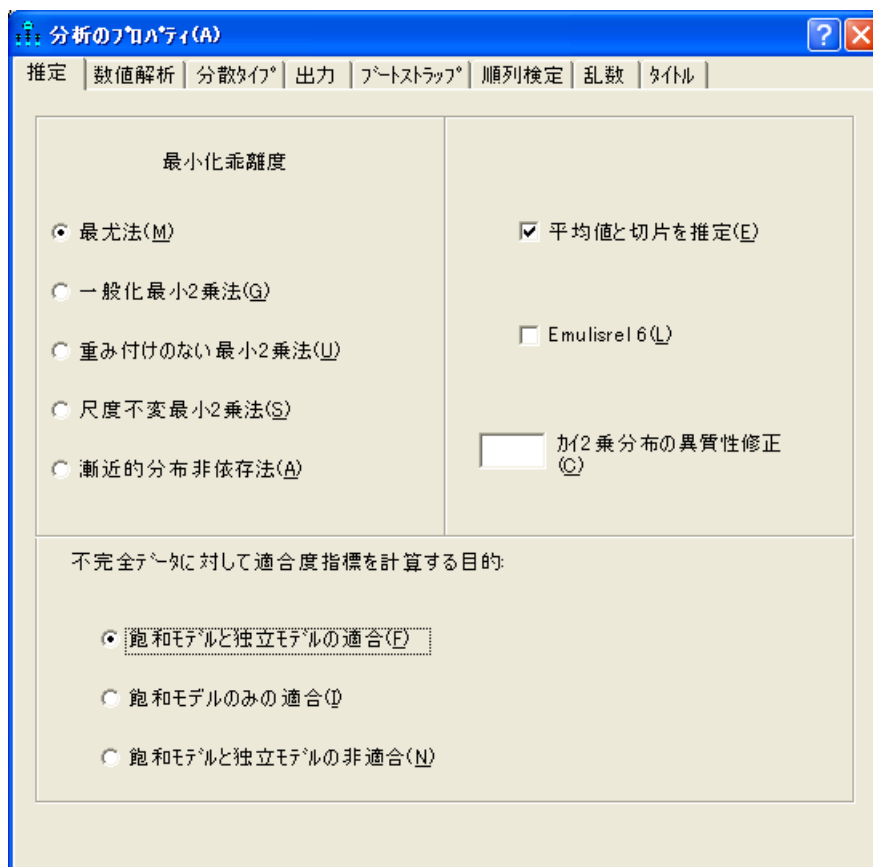 分析のﾌﾟﾛﾊﾟﾃｨ(A)
推定 数値解析 分散ﾀｲﾌﾟ 出力 ﾌﾞｰﾄｽﾄﾗｯﾌﾟ 順列検定 乱数 ﾀｲﾄﾙ
最小化乖離度
最尤法(M)
一般化最小2乗法(G)
重み付けのない最小2乗法(U)
尺度不変最小2乗法(S)
漸近的分布非依存法(A)
平均値と切片を推定(E)
Emulisrel 6(L)
ｶｲ2乗分布の異質性修正
(C)
不完全ﾃﾞｰﾀに対して適合度指標を計算する目的:
飽和ﾓﾃﾞﾙと独立ﾓﾃﾞﾙの適合(F)
飽和モデルのみの適合(I)
飽和ﾓﾃﾞﾙと独立ﾓﾃﾞﾙの非適合(N)